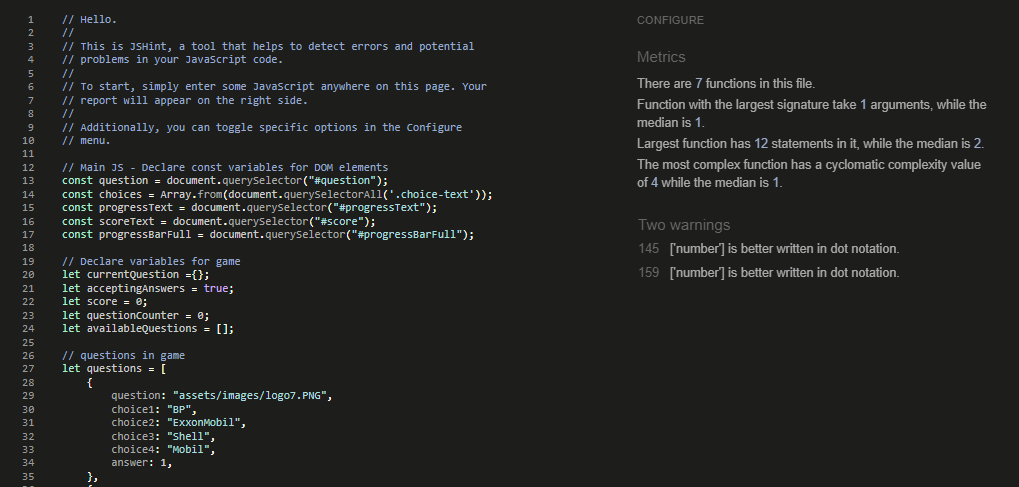 1 // Hello.
2 //
3 // This is JSHint, a tool that helps to detect errors and potential
4 // problems in your JavaScript code.
5 //
6 // To start, simply enter some JavaScript anywhere on this page. Your
7 // report will appear on the right side.
8 //
9 // Additionally, you can toggle specific options in the Configure
10 // menu.
11
12 // Main JS - Declare const variables for DOM elements
13 const question = document.querySelector("#question");
14 const choices = Array.from(document.querySelectorAll('.choice-text'));
15 const progressText = document.querySelector("#progressText");
16 const scoreText = document.querySelector("#score");
17 const progressBarFull = document.querySelector("#progressBarFull");
18
19 // Declare variables for game
20 let currentQuestion ={};
21 let acceptingAnswers = true;
22 let score = 0;
23 let questionCounter = 0;
24 let availableQuestions = [];
25
26 // questions in game
27 let questions = [
28 {
29 question: "assets/images/logo7.PNG",
30 choice1: "BP",
31 choice2: "ExxonMobil",
32 choice3: "Shell",
33 choice4: "Mobil",
34 answer: 1,
35 },
CONFIGURE
Metrics
There are 7 functions in this file.
Function with the largest signature take 1 arguments, while the
median is 1.
Largest function has 12 statements in it, while the median is 2.
The most complex function has a cyclomatic complexity value
of 4 while the median is 1.
Two warnings
145 ['number'] is better written in dot notation.
159 ['number'] is better written in dot notation.